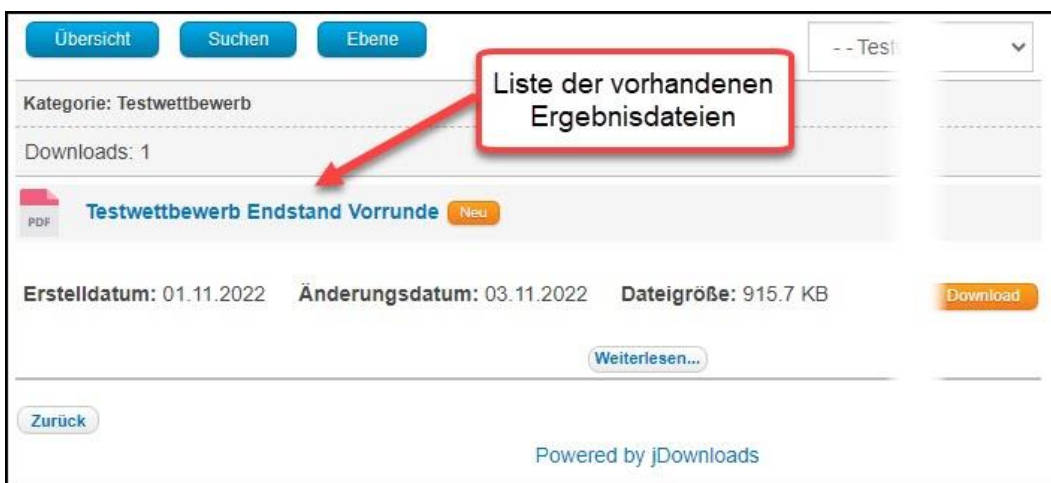 Übersicht Suchen Ebene
- - Test
Liste der vorhandenen
Ergebnisdateien
Kategorie: Testwettbewerb
Downloads: 1
PDF Testwettbewerb Endstand Vorrunde Neu
Erstelldatum: 01.11.2022 Änderungsdatum: 03.11.2022 Dateigröße: 915.7 KB Download
Weiterlesen...
Zurück
Powered by jDownloads